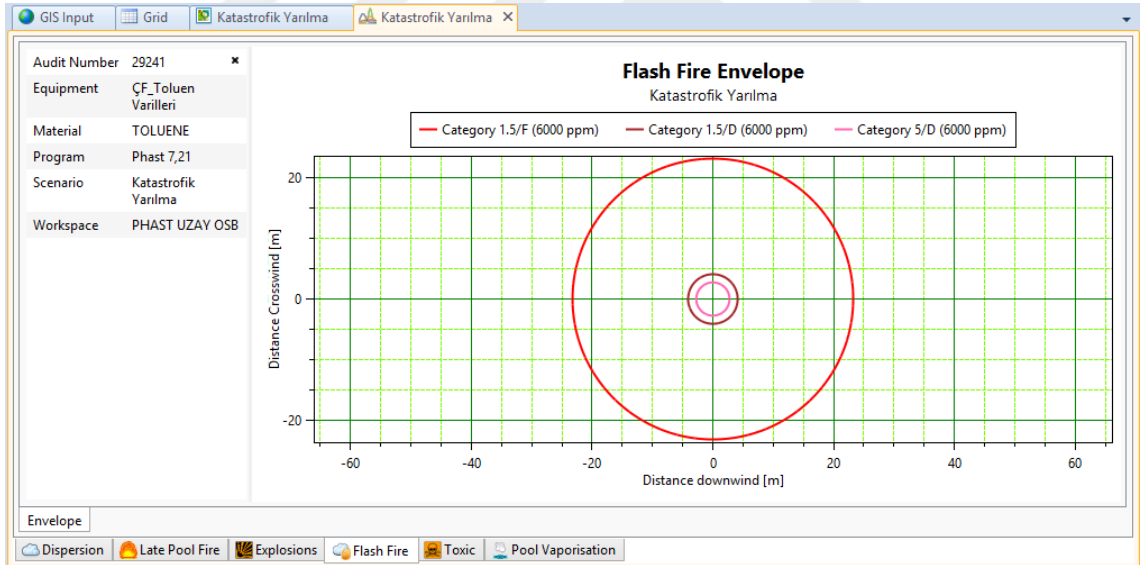 GIS Input Grid Katastrofik Yarılma Katastrofik Yarılma
Audit Number 29241
Equipment ÇF_Toluen
Varilleri
Material TOLUENE
Program Phast 7,21
Scenario Katastrofik
Yarılma
Workspace PHAST UZAY OSB
Flash Fire Envelope
Katastrofik Yarılma
Category 1.5/F (6000 ppm) Category 1.5/D (6000 ppm) Category 5/D (6000 ppm)
Distance Crosswind [m]
20
0
-20
-60 -40 -20 0 20 40 60
Distance downwind [m]
Envelope
Dispersion Late Pool Fire Explosions Flash Fire Toxic Pool Vaporisation